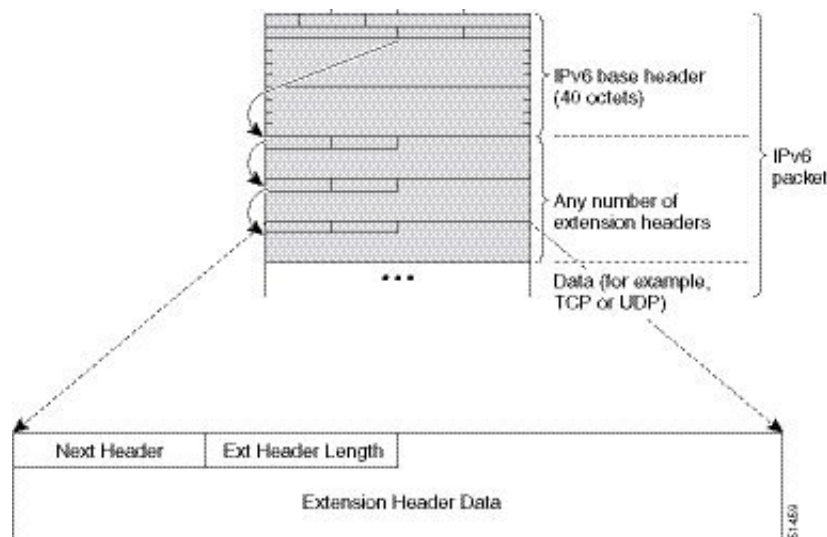 IPv6 base header
(40 octets)
IPv6
packet
Any number of
extension headers
•••
Data (for example,
TCP or UDP)
Next Header
Ext Header Length
Extension Header Data
51459